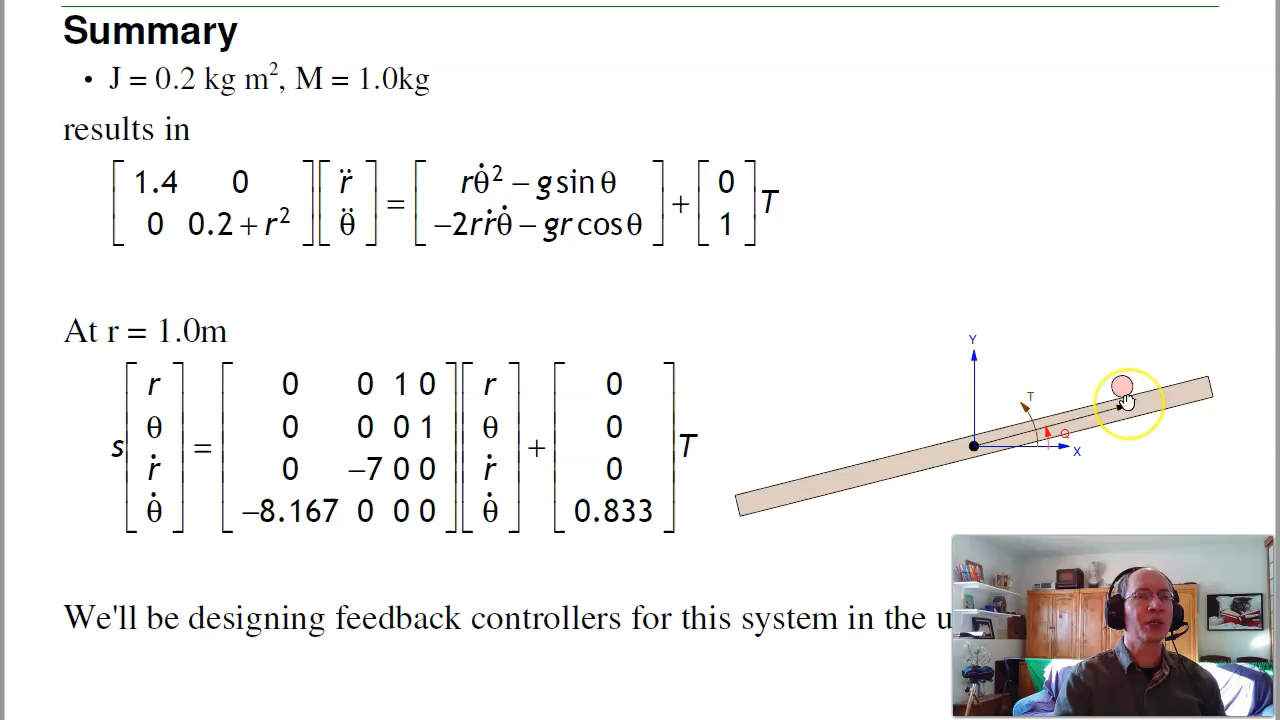 Summary
• J = 0.2 kg m², M = 1.0kg
results in
[ 1.4 0 ; 0 0.2 + r² ] [ r̈ ; θ̈ ] = [ rθ̇² − g sin θ ; −2rṙθ̇ − gr cos θ ] + [ 0 ; 1 ] T
At r = 1.0m
s [ r ; θ ; ṙ ; θ̇ ] = [ 0 0 1 0 ; 0 0 0 1 ; 0 −7 0 0 ; −8.167 0 0 0 ] [ r ; θ ; ṙ ; θ̇ ] + [ 0 ; 0 ; 0 ; 0.833 ] T
Y
T
Q
X
We'll be designing feedback controllers for this system in the u